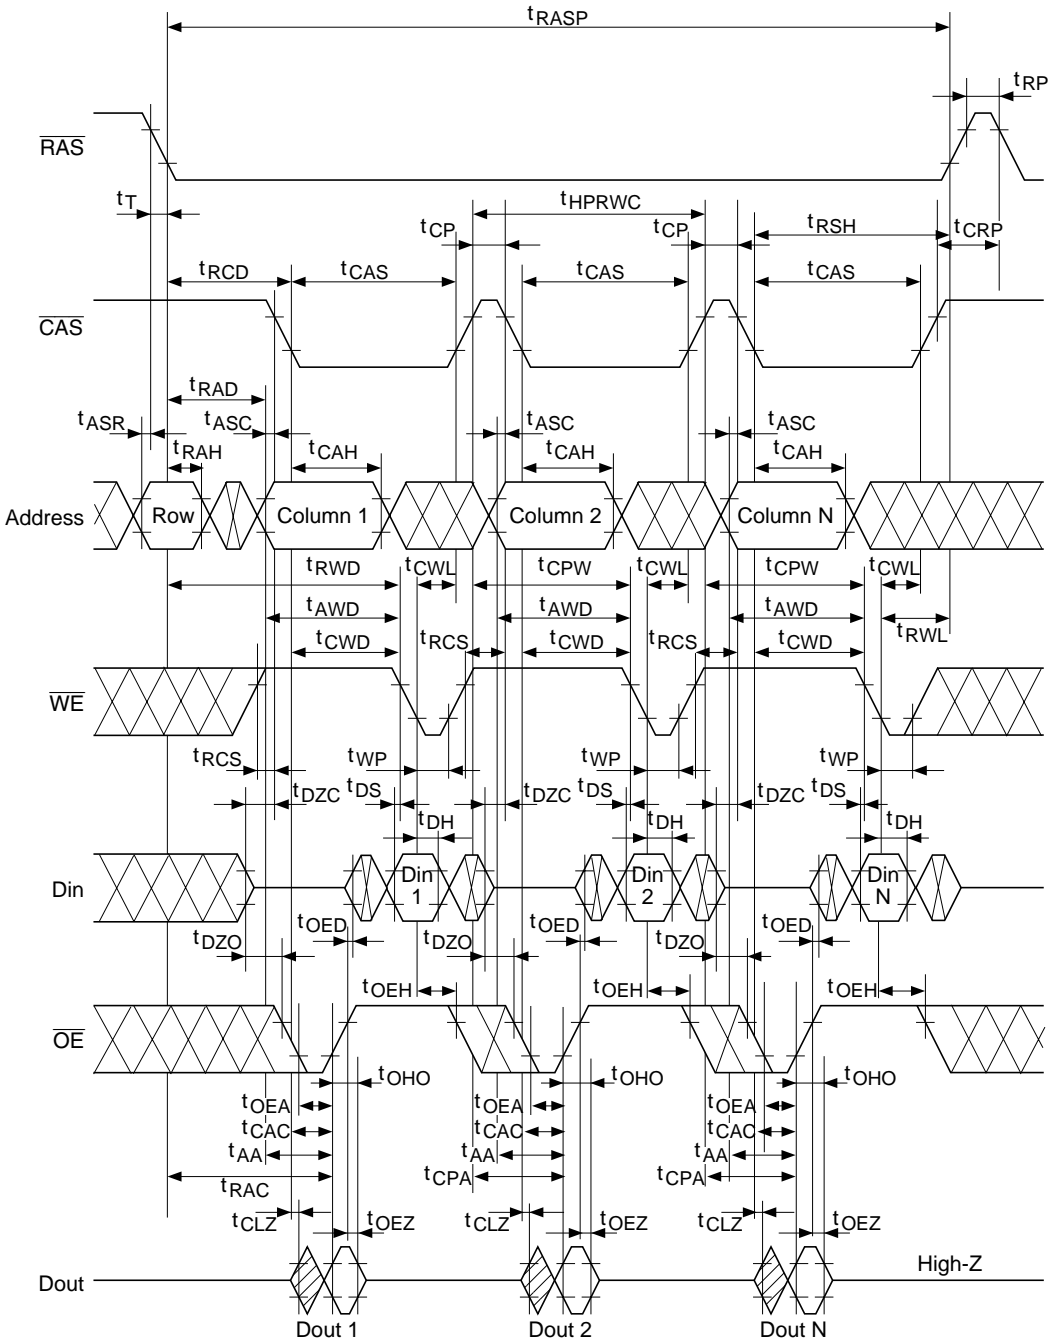 tRASP
tRP
RAS
tT
tHPRWC
tCP
tCP
tRSH
tCRP
tRCD
tCAS
tCAS
tCAS
CAS
tRAD
tASR
tASC
tASC
tASC
tRAH
tCAH
tCAH
tCAH
Address
Row
Column 1
Column 2
Column N
tRWD
tCWL
tCPW
tCWL
tCPW
tCWL
tAWD
tAWD
tAWD
tRWL
tCWD
tRCS
tCWD
tRCS
tCWD
WE
tRCS
tWP
tWP
tWP
tDZC
tDS
tDZC
tDS
tDZC
tDS
tDH
tDH
tDH
Din
Din 1
Din 2
Din N
tDZO
tOED
tDZO
tOED
tDZO
tOED
tOEH
tOEH
tOEH
OE
tOHO
tOHO
tOHO
tOEA
tOEA
tOEA
tCAC
tCAC
tCAC
tAA
tAA
tAA
tRAC
tCPA
tCPA
tCLZ
tOEZ
tCLZ
tOEZ
tCLZ
tOEZ
High-Z
Dout
Dout 1
Dout 2
Dout N